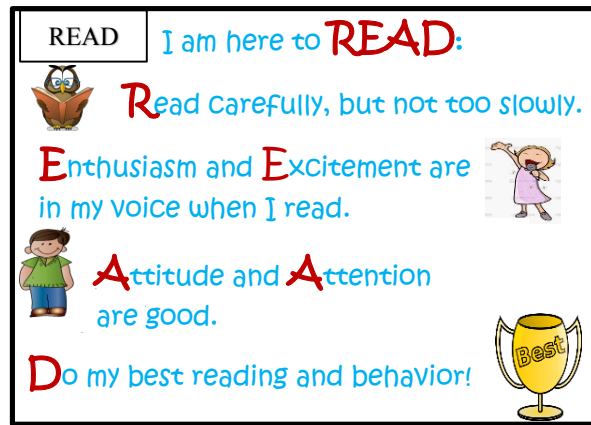 READ
I am here to READ:
Read carefully, but not too slowly.
Enthusiasm and Excitement are
in my voice when I read.
Attitude and Attention
are good.
Best
Do my best reading and behavior!